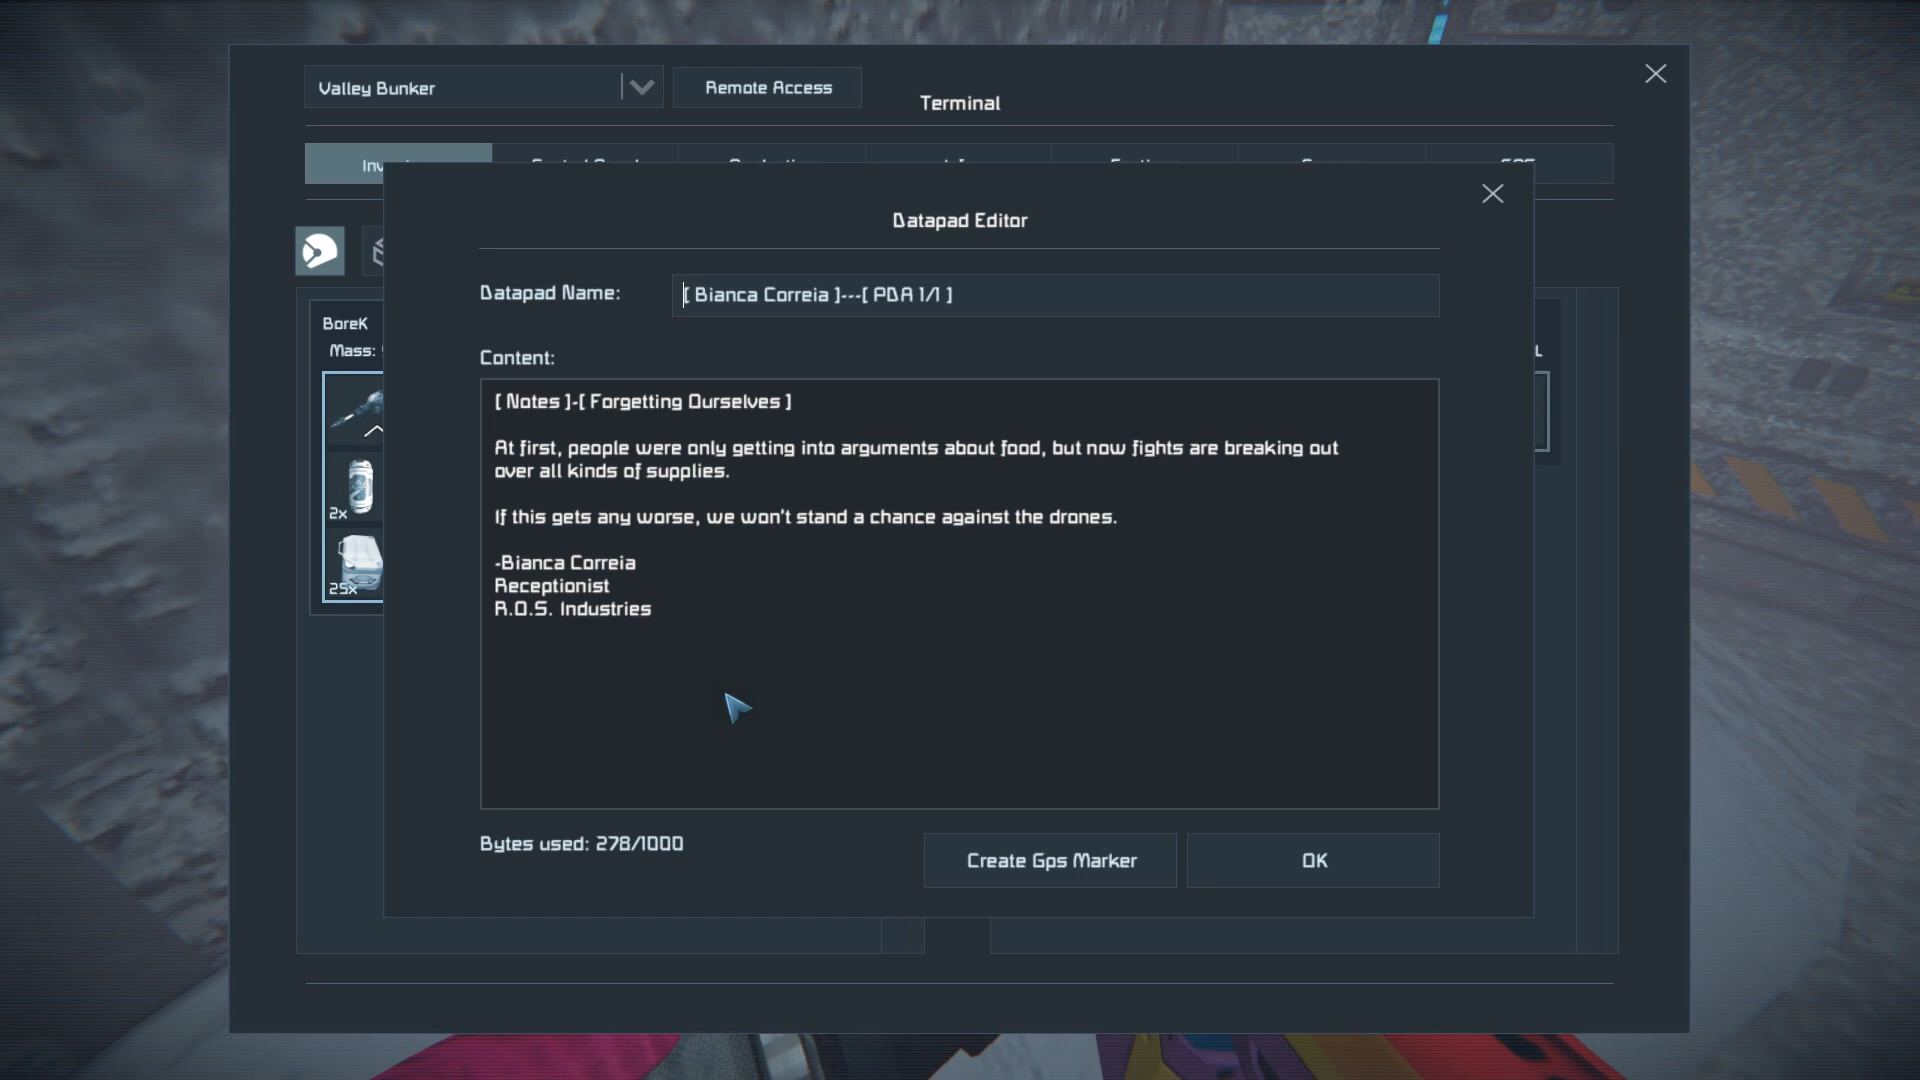 Valley Bunker
Remote Access
Terminal
Datapad Editor
Datapad Name:
[ Bianca Correia ]---[ PDA 1/1 ]
BoreK
Mass:
Content:
[ Notes ]-[ Forgetting Ourselves ]
At first, people were only getting into arguments about food, but now fights are breaking out
over all kinds of supplies.
If this gets any worse, we won't stand a chance against the drones.
-Bianca Correia
Receptionist
R.O.S. Industries
2x
25x
Bytes used: 278/1000
Create Gps Marker
OK